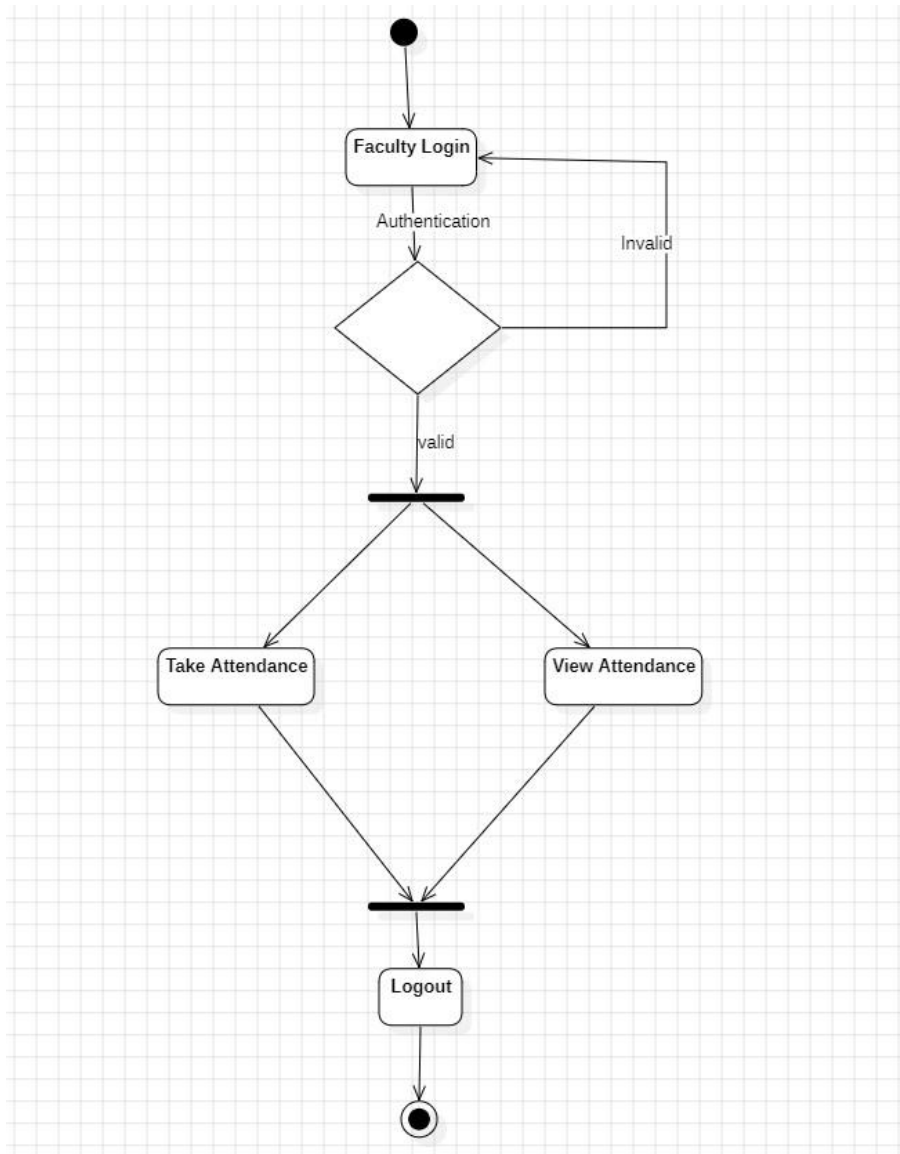 Faculty Login
Authentication
Invalid
valid
Take Attendance
View Attendance
Logout